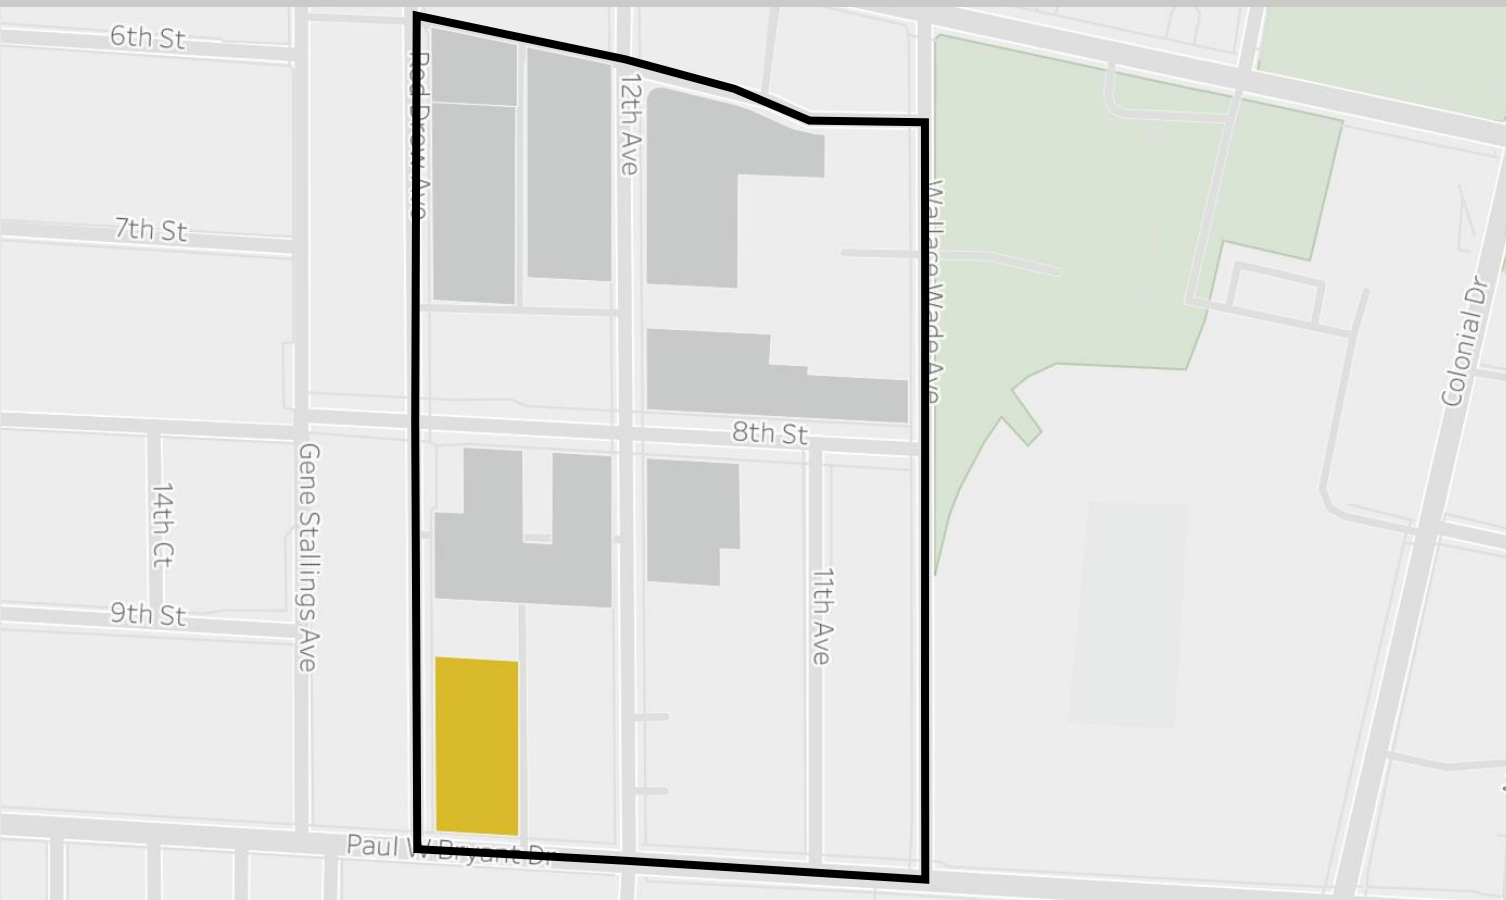 6th St
Red Drew Ave
12th Ave
7th St
Wallace Wade Ave
Colonial Dr
8th St
Gene Stallings Ave
14th Ct
9th St
11th Ave
Paul W Bryant Dr